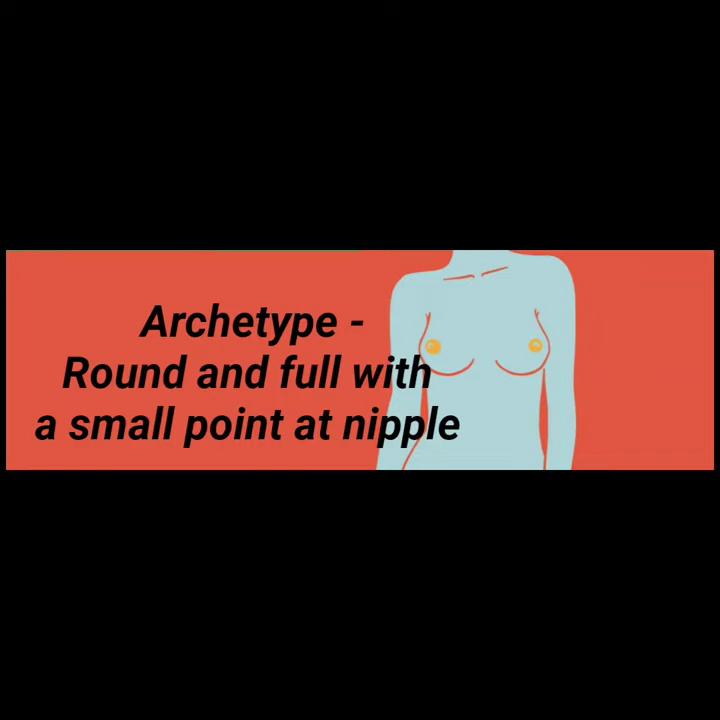 Archetype -
Round and full with
a small point at nipple